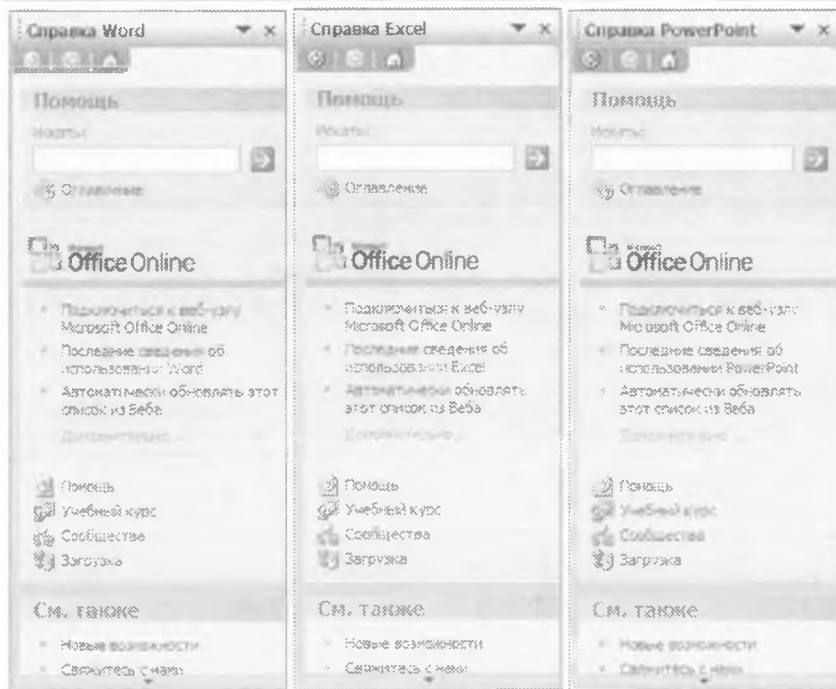 Справка Word
Помощь
Искать:
Оглавление
Office Online
Подключиться к веб-узлу
Microsoft Office Online
Последние сведения об
использовании Word
Автоматически обновлять этот
список из Веба
Дополнительно...
Помощь
Учебный курс
Сообщества
Загрузка
См. также
Новые возможности
Свяжитесь с нами
Справка Excel
Помощь
Искать:
Оглавление
Office Online
Подключиться к веб-узлу
Microsoft Office Online
Последние сведения об
использовании Excel
Автоматически обновлять
этот список из Веба
Дополнительно...
Помощь
Учебный курс
Сообщества
Загрузка
См. также
Новые возможности
Свяжитесь с нами
Справка PowerPoint
Помощь
Искать:
Оглавление
Office Online
Подключиться к веб-узлу
Microsoft Office Online
Последние сведения об
использовании PowerPoint
Автоматически обновлять
этот список из Веба
Дополнительно...
Помощь
Учебный курс
Сообщества
Загрузка
См. также
Новые возможности
Свяжитесь с нами